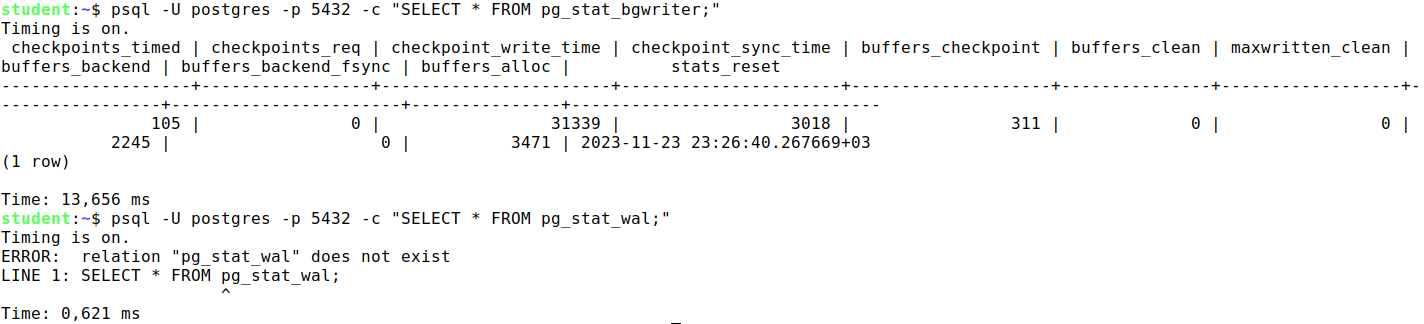 student:~$ psql -U postgres -p 5432 -c "SELECT * FROM pg_stat_bgwriter;"
Timing is on.
 checkpoints_timed | checkpoints_req | checkpoint_write_time | checkpoint_sync_time | buffers_checkpoint | buffers_clean | maxwritten_clean |
buffers_backend | buffers_backend_fsync | buffers_alloc |          stats_reset
-------------------+-----------------+-----------------------+----------------------+--------------------+---------------+------------------+-
----------------+-----------------------+---------------+-------------------------------
               105 |               0 |                 31339 |                 3018 |                311 |             0 |                0 |
           2245 |                     0 |          3471 | 2023-11-23 23:26:40.267669+03
(1 row)

Time: 13,656 ms
student:~$ psql -U postgres -p 5432 -c "SELECT * FROM pg_stat_wal;"
Timing is on.
ERROR:  relation "pg_stat_wal" does not exist
LINE 1: SELECT * FROM pg_stat_wal;
                      ^
Time: 0,621 ms